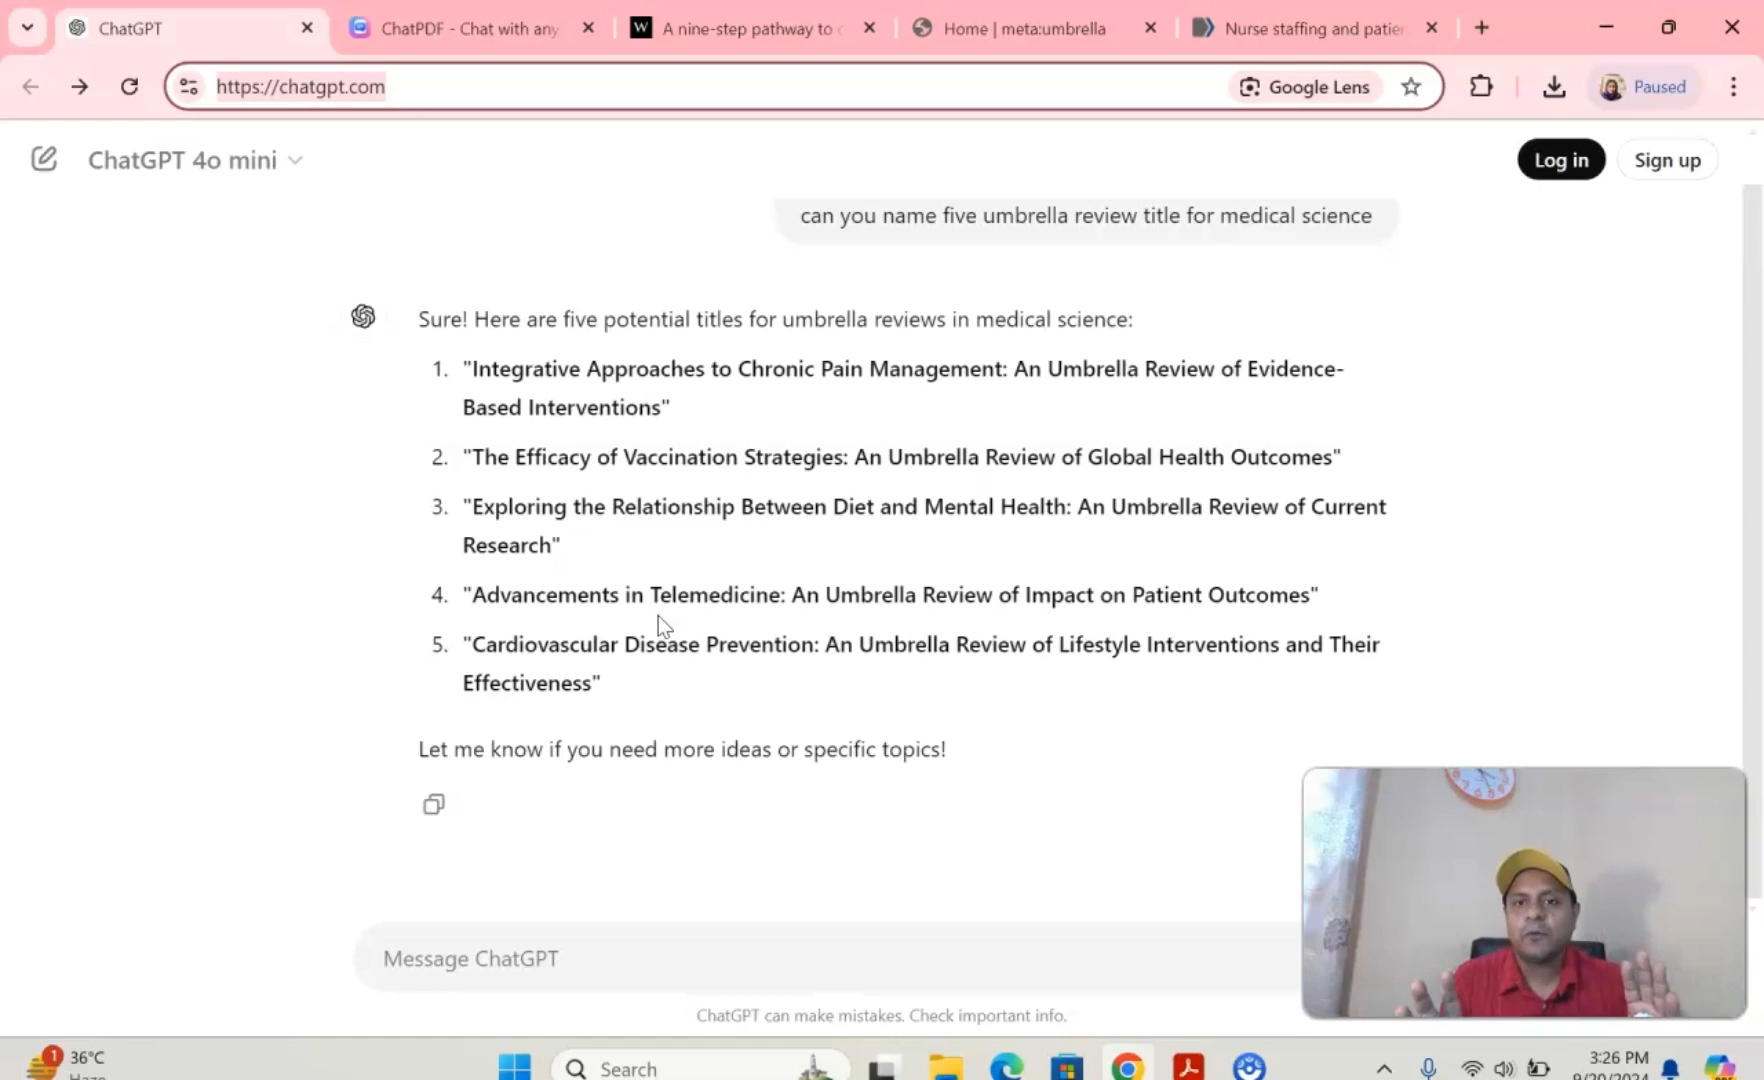 ChatGPT
ChatPDF - Chat with any
W
A nine-step pathway to c
Home | meta:umbrella
Nurse staffing and patier
https://chatgpt.com
Google Lens
Paused
ChatGPT 4o mini
Log in
Sign up
can you name five umbrella review title for medical science
Sure! Here are five potential titles for umbrella reviews in medical science:
1. "Integrative Approaches to Chronic Pain Management: An Umbrella Review of Evidence-
Based Interventions"
2. "The Efficacy of Vaccination Strategies: An Umbrella Review of Global Health Outcomes"
3. "Exploring the Relationship Between Diet and Mental Health: An Umbrella Review of Current
Research"
4. "Advancements in Telemedicine: An Umbrella Review of Impact on Patient Outcomes"
5. "Cardiovascular Disease Prevention: An Umbrella Review of Lifestyle Interventions and Their
Effectiveness"
Let me know if you need more ideas or specific topics!
Message ChatGPT
ChatGPT can make mistakes. Check important info.
1
36°C
Haze
Search
3:26 PM
9/20/2024